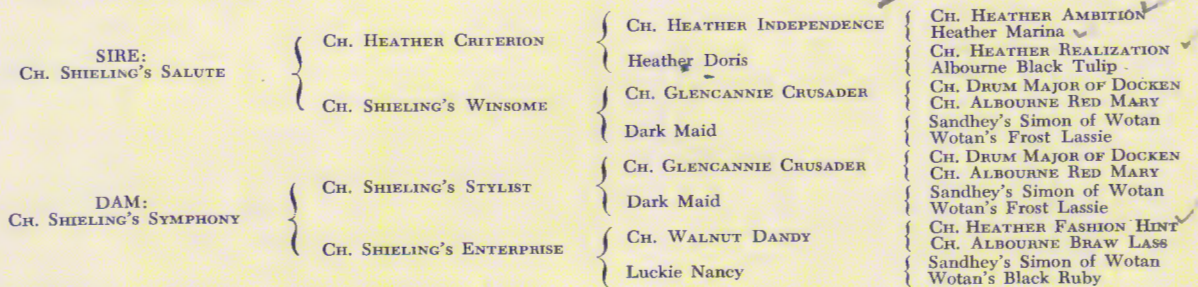 SIRE:
CH. SHIELING'S SALUTE
CH. HEATHER CRITERION
CH. HEATHER INDEPENDENCE
CH. HEATHER AMBITION
Heather Marina
Heather Doris
CH. HEATHER REALIZATION
Albourne Black Tulip
CH. SHIELING'S WINSOME
CH. GLENCANNIE CRUSADER
CH. DRUM MAJOR OF DOCKEN
CH. ALBOURNE RED MARY
Dark Maid
Sandhey's Simon of Wotan
Wotan's Frost Lassie
DAM:
CH. SHIELING'S SYMPHONY
CH. SHIELING'S STYLIST
CH. GLENCANNIE CRUSADER
CH. DRUM MAJOR OF DOCKEN
CH. ALBOURNE RED MARY
Dark Maid
Sandhey's Simon of Wotan
Wotan's Frost Lassie
CH. SHIELING'S ENTERPRISE
CH. WALNUT DANDY
CH. HEATHER FASHION HINT
CH. ALBOURNE BRAW LASS
Luckie Nancy
Sandhey's Simon of Wotan
Wotan's Black Ruby